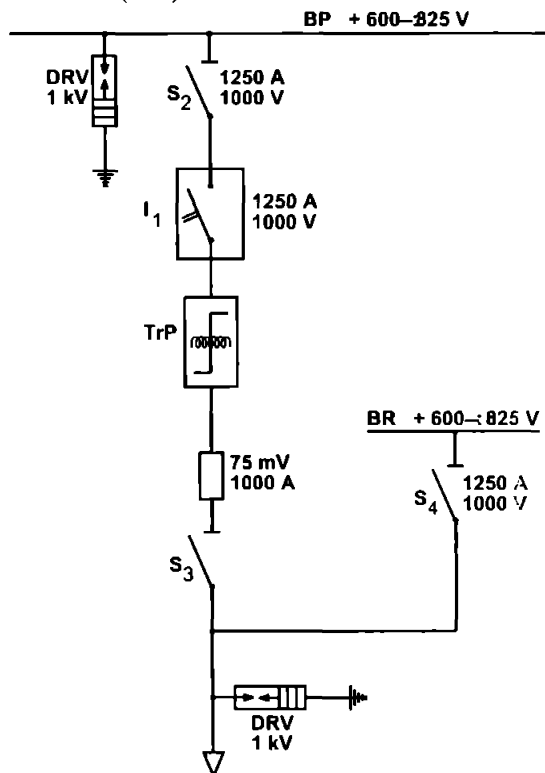 BP + 600–825 V
DRV
1 kV
S2
1250 A
1000 V
I1
1250 A
1000 V
TrP
75 mV
1000 A
BR + 600–825 V
S4
1250 A
1000 V
S3
DRV
1 kV